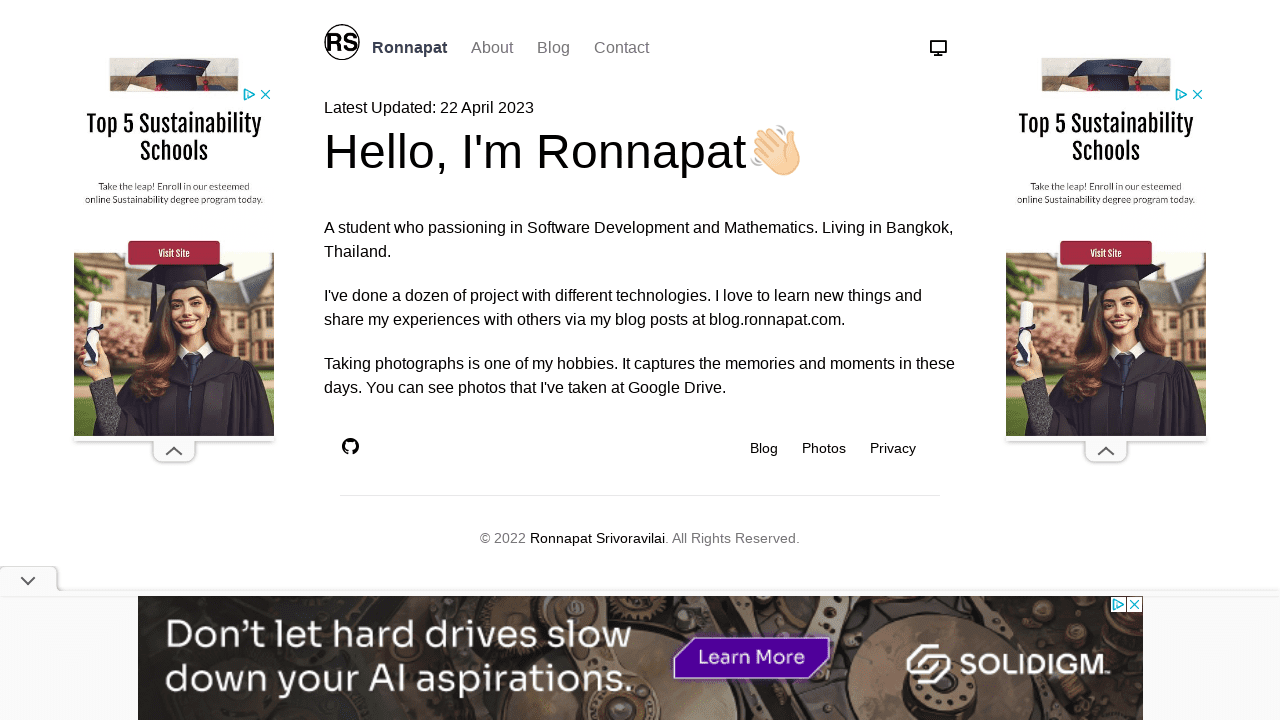 RS
Ronnapat About Blog Contact
Latest Updated: 22 April 2023
Hello, I'm Ronnapat
A student who passioning in Software Development and Mathematics. Living in Bangkok,
Thailand.
I've done a dozen of project with different technologies. I love to learn new things and
share my experiences with others via my blog posts at blog.ronnapat.com.
Taking photographs is one of my hobbies. It captures the memories and moments in these
days. You can see photos that I've taken at Google Drive.
Blog Photos Privacy
© 2022 Ronnapat Srivoravilai. All Rights Reserved.
Top 5 Sustainability
Schools
Take the leap! Enroll in our esteemed
online Sustainability degree program today.
Visit Site
Top 5 Sustainability
Schools
Take the leap! Enroll in our esteemed
online Sustainability degree program today.
Visit Site
Don't let hard drives slow
down your AI aspirations.
Learn More
SOLIDIGM